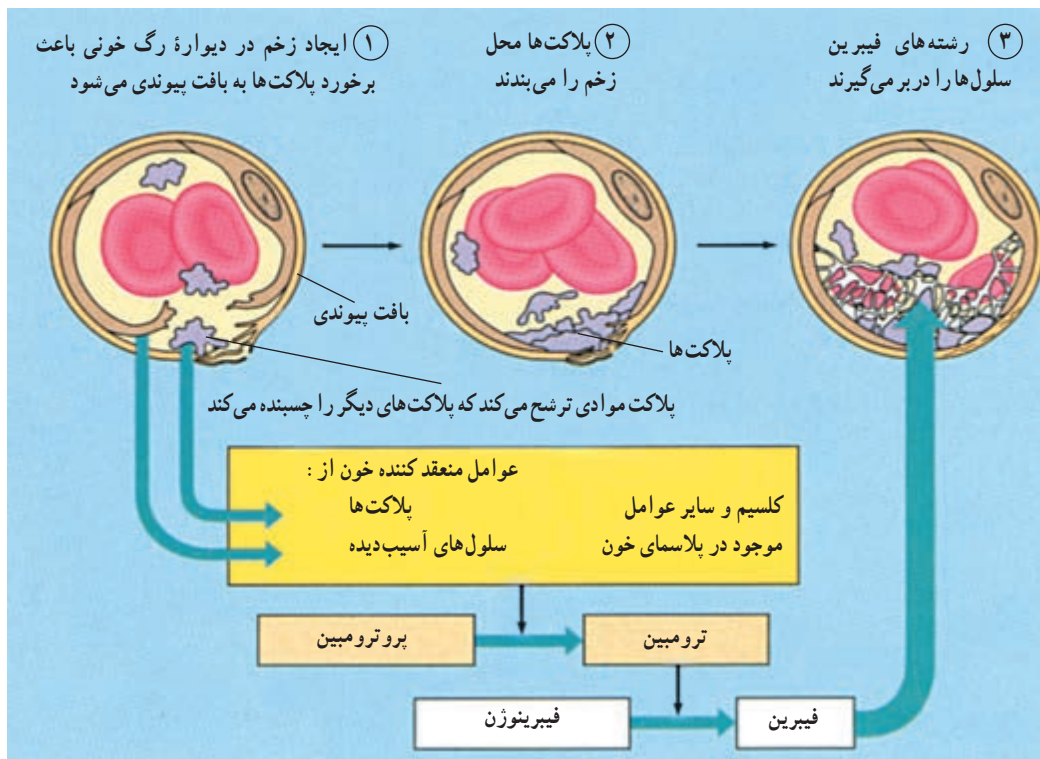 ۱ ایجاد زخم در دیوارهٔ رگ خونی باعث
برخورد پلاکت‌ها به بافت پیوندی می‌شود
۲ پلاکت‌ها محل
زخم را می‌بندند
۳ رشته‌های فیبرین
سلول‌ها را دربر می‌گیرند
بافت پیوندی
پلاکت‌ها
پلاکت موادی ترشح می‌کند که پلاکت‌های دیگر را چسبنده می‌کند
عوامل منعقد کننده خون از :
پلاکت‌ها
سلول‌های آسیب‌دیده
کلسیم و سایر عوامل
موجود در پلاسمای خون
پروترومبین
ترومبین
فیبرینوژن
فیبرین